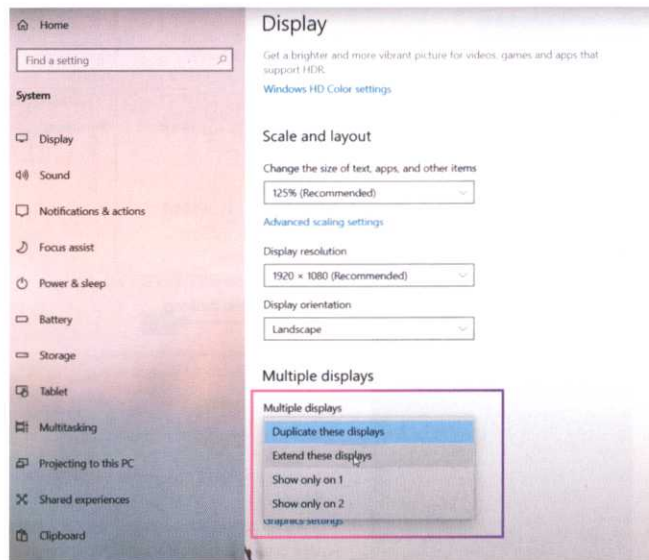 Home
Find a setting
System
Display
Sound
Notifications & actions
Focus assist
Power & sleep
Battery
Storage
Tablet
Multitasking
Projecting to this PC
Shared experiences
Clipboard
Display
Get a brighter and more vibrant picture for videos, games and apps that
support HDR.
Windows HD Color settings
Scale and layout
Change the size of text, apps, and other items
125% (Recommended)
Advanced scaling settings
Display resolution
1920 × 1080 (Recommended)
Display orientation
Landscape
Multiple displays
Multiple displays
Duplicate these displays
Extend these displays
Show only on 1
Show only on 2
Graphics settings